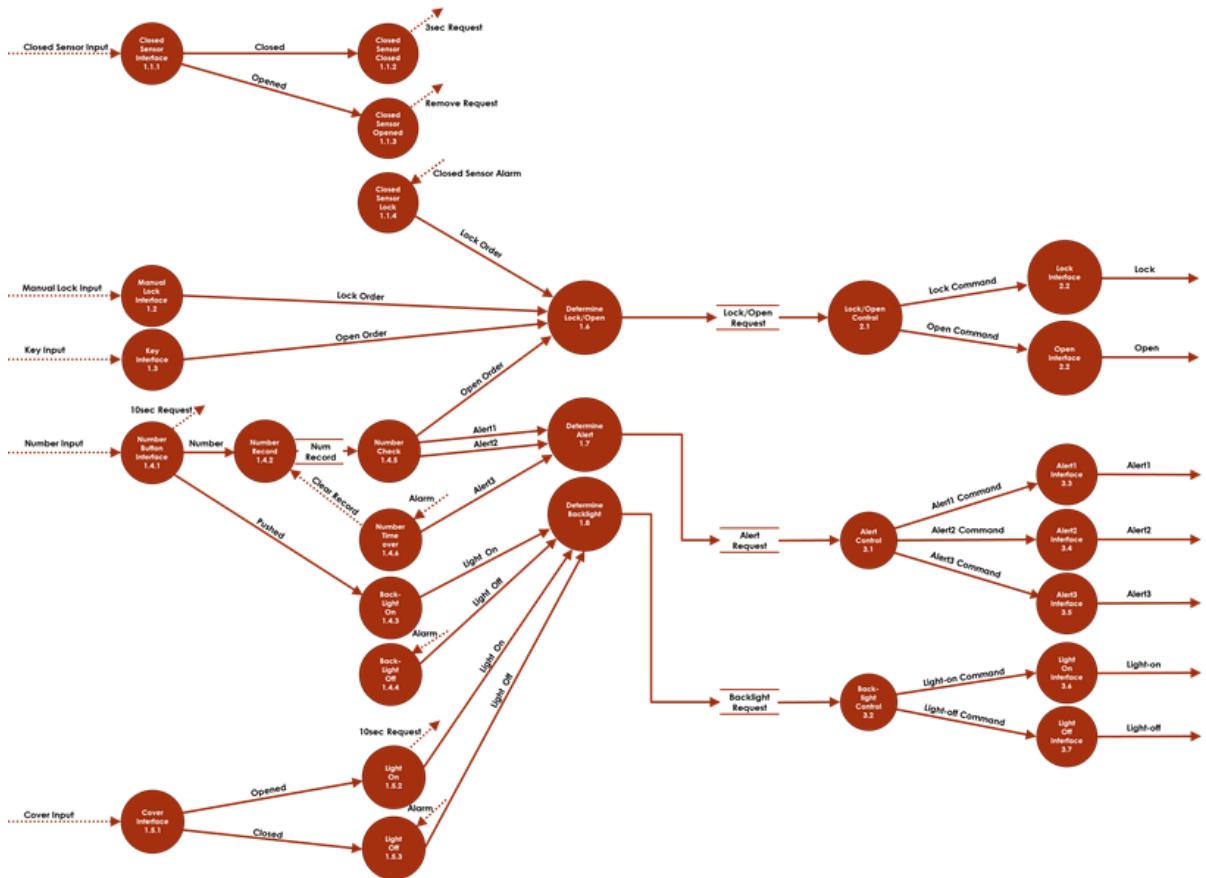 3sec Request
Closed Sensor Input
Closed
Sensor
Interface
1.1.1
Closed
Closed
Sensor
Closed
1.1.2
Opened
Remove Request
Closed
Sensor
Opened
1.1.3
Closed Sensor Alarm
Closed
Sensor
Lock
1.1.4
Lock Order
Manual Lock Input
Manual
Lock
Interface
1.2
Lock Order
Determine
Lock/Open
1.6
Lock/Open
Request
Lock/Open
Control
2.1
Lock Command
Lock
Interface
2.2
Lock
Open Command
Open
Interface
2.2
Open
Key Input
Key
Interface
1.3
Open Order
Open Order
10sec Request
Number Input
Number
Button
Interface
1.4.1
Number
Number
Record
1.4.2
Num
Record
Number
Check
1.4.5
Alert1
Alert2
Determine
Alert
1.7
Clear Record
Alarm
Alert3
Number
Time
over
1.4.6
Determine
Backlight
1.8
Pushed
Back-
Light
On
1.4.3
Light On
Alarm
Back-
Light
Off
1.4.4
Light Off
Light On
Light Off
Alert
Request
Alert
Control
3.1
Alert1 Command
Alert1
Interface
3.3
Alert1
Alert2 Command
Alert2
Interface
3.4
Alert2
Alert3 Command
Alert3
Interface
3.5
Alert3
Backlight
Request
Back-
light
Control
3.2
Light-on Command
Light
On
Interface
3.6
Light-on
Light-off Command
Light
Off
Interface
3.7
Light-off
10sec Request
Cover Input
Cover
Interface
1.5.1
Opened
Light
On
1.5.2
Closed
Alarm
Light
Off
1.5.3